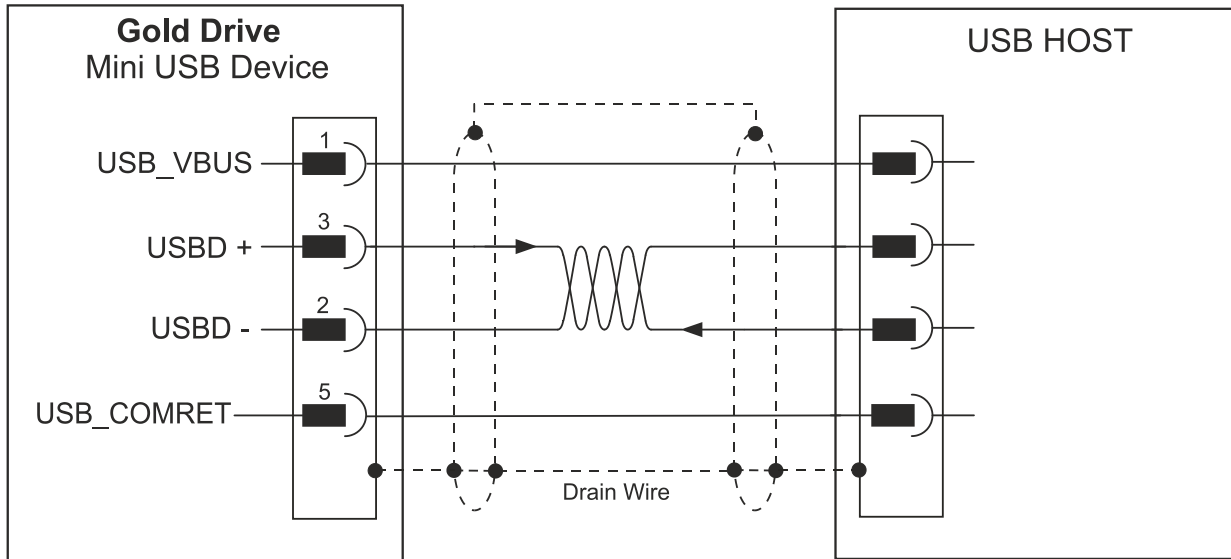 Gold Drive
Mini USB Device
USB HOST
USB_VBUS
1
USBD +
3
USBD -
2
USB_COMRET
5
Drain Wire